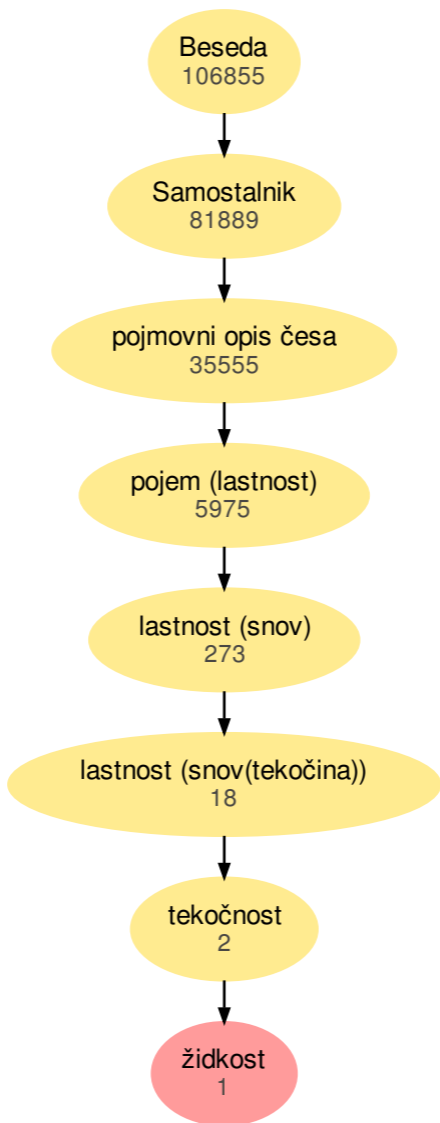 Beseda
106855
Samostalnik
81889
pojmovni opis česa
35555
pojem (lastnost)
5975
lastnost (snov)
273
lastnost (snov(tekočina))
18
tekočnost
2
židkost
1